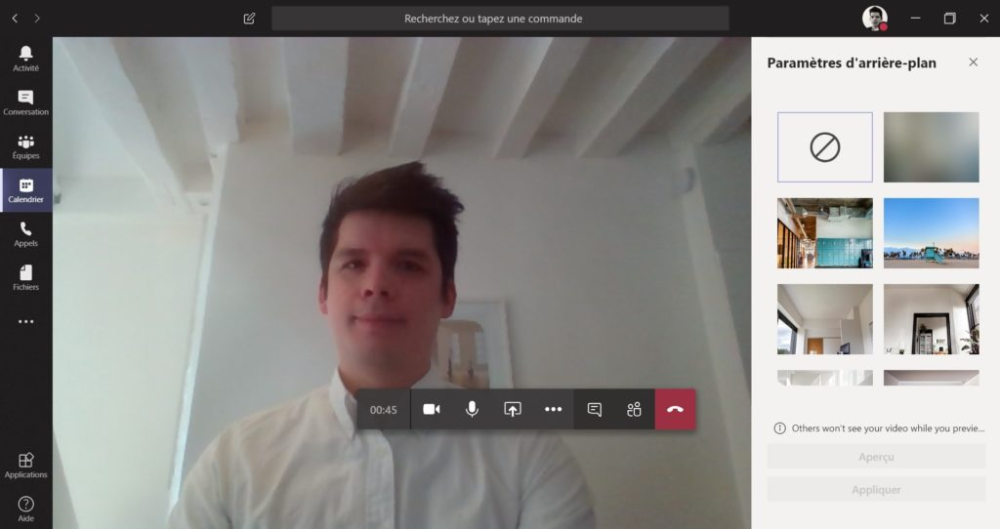 Recherchez ou tapez une commande
Activité
Conversation
Équipes
Calendrier
Appels
Fichiers
Applications
Aide
00:45
Paramètres d'arrière-plan
Others won't see your video while you previe...
Aperçu
Appliquer